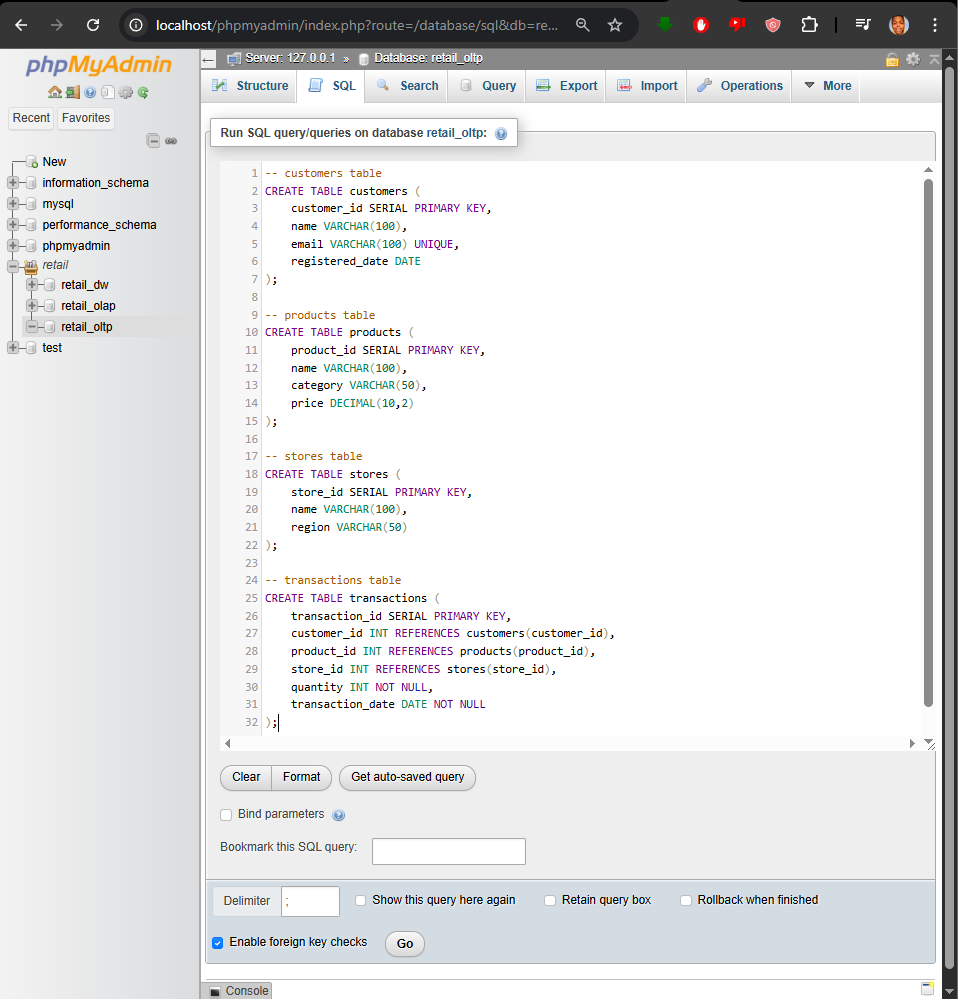 localhost/phpmyadmin/index.php?route=/database/sql&db=re...
phpMyAdmin
Recent
Favorites
New
information_schema
mysql
performance_schema
phpmyadmin
retail
retail_dw
retail_olap
retail_oltp
test
Server: 127.0.0.1 » Database: retail_oltp
Structure
SQL
Search
Query
Export
Import
Operations
More
Run SQL query/queries on database retail_oltp:
1 -- customers table
2 CREATE TABLE customers (
3     customer_id SERIAL PRIMARY KEY,
4     name VARCHAR(100),
5     email VARCHAR(100) UNIQUE,
6     registered_date DATE
7 );
8
9 -- products table
10 CREATE TABLE products (
11     product_id SERIAL PRIMARY KEY,
12     name VARCHAR(100),
13     category VARCHAR(50),
14     price DECIMAL(10,2)
15 );
16
17 -- stores table
18 CREATE TABLE stores (
19     store_id SERIAL PRIMARY KEY,
20     name VARCHAR(100),
21     region VARCHAR(50)
22 );
23
24 -- transactions table
25 CREATE TABLE transactions (
26     transaction_id SERIAL PRIMARY KEY,
27     customer_id INT REFERENCES customers(customer_id),
28     product_id INT REFERENCES products(product_id),
29     store_id INT REFERENCES stores(store_id),
30     quantity INT NOT NULL,
31     transaction_date DATE NOT NULL
32 );
Clear
Format
Get auto-saved query
Bind parameters
Bookmark this SQL query:
Delimiter
;
Show this query here again
Retain query box
Rollback when finished
Enable foreign key checks
Go
Console